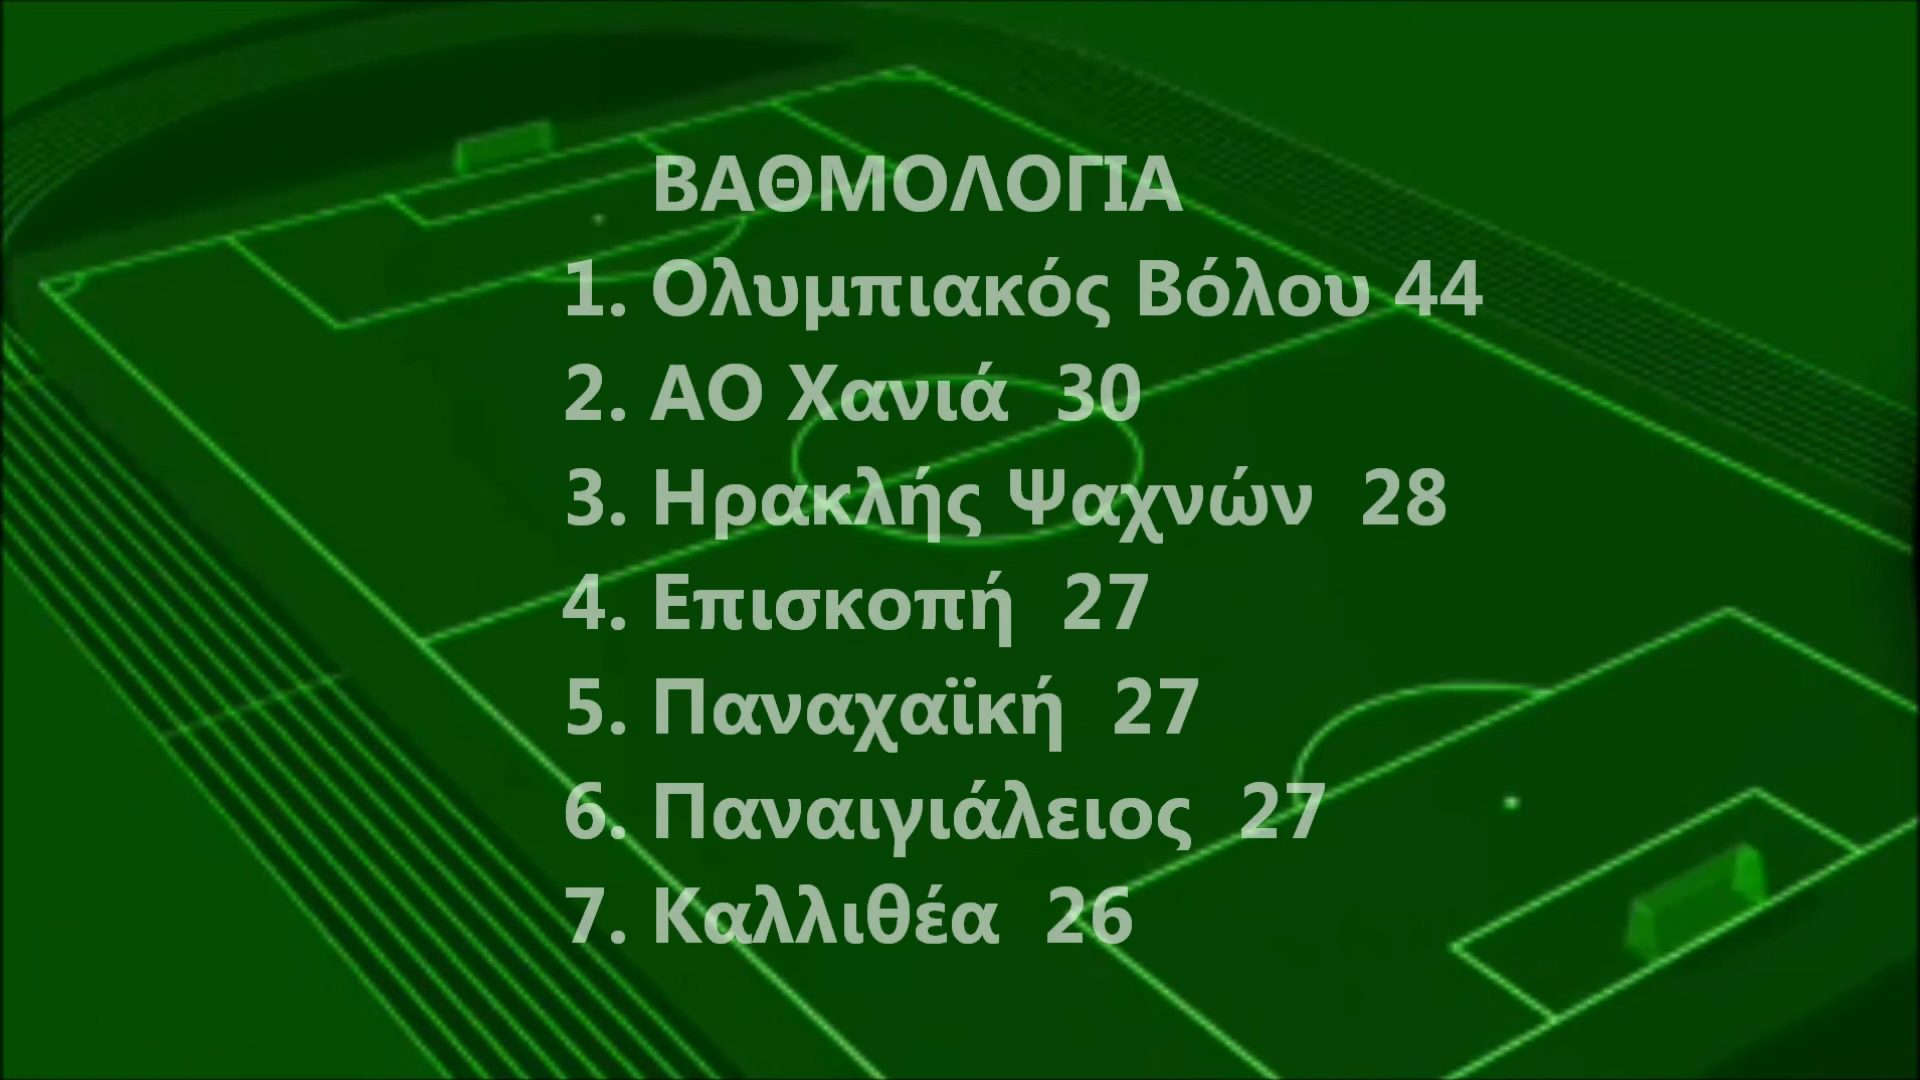 ΒΑΘΜΟΛΟΓΙΑ
1. Ολυμπιακός Βόλου 44
2. ΑΟ Χανιά 30
3. Ηρακλής Ψαχνών 28
4. Επισκοπή 27
5. Παναχαϊκή 27
6. Παναιγιάλειος 27
7. Καλλιθέα 26